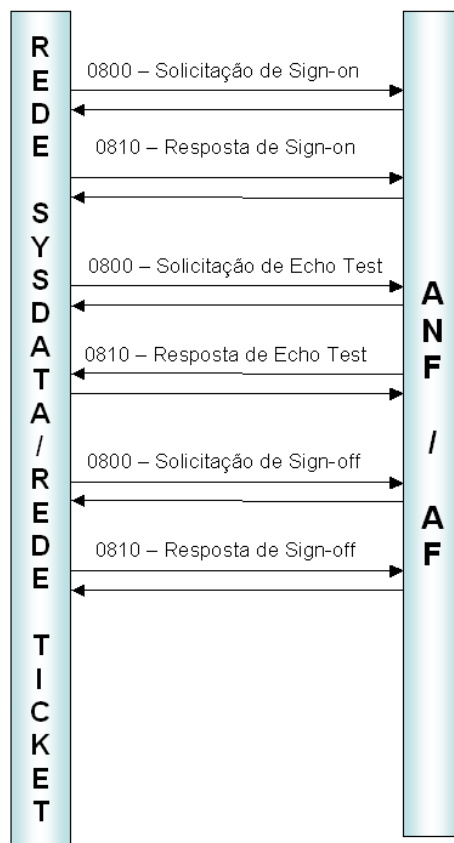 REDE SYSDATA/REDE TICKET
0800 – Solicitação de Sign-on
0810 – Resposta de Sign-on
0800 – Solicitação de Echo Test
0810 – Resposta de Echo Test
0800 – Solicitação de Sign-off
0810 – Resposta de Sign-off
ANF / AF